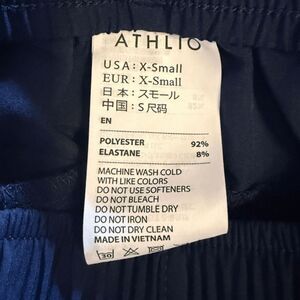 ATHLIO
USA: X-Small
EUR: X-Small
日本: スモール
中国: S 尺码
EN
POLYESTER 92%
ELASTANE 8%
MACHINE WASH COLD
WITH LIKE COLORS
DO NOT USE SOFTENERS
DO NOT BLEACH
DO NOT TUMBLE DRY
DO NOT IRON
DO NOT DRY CLEAN
MADE IN VIETNAM
30